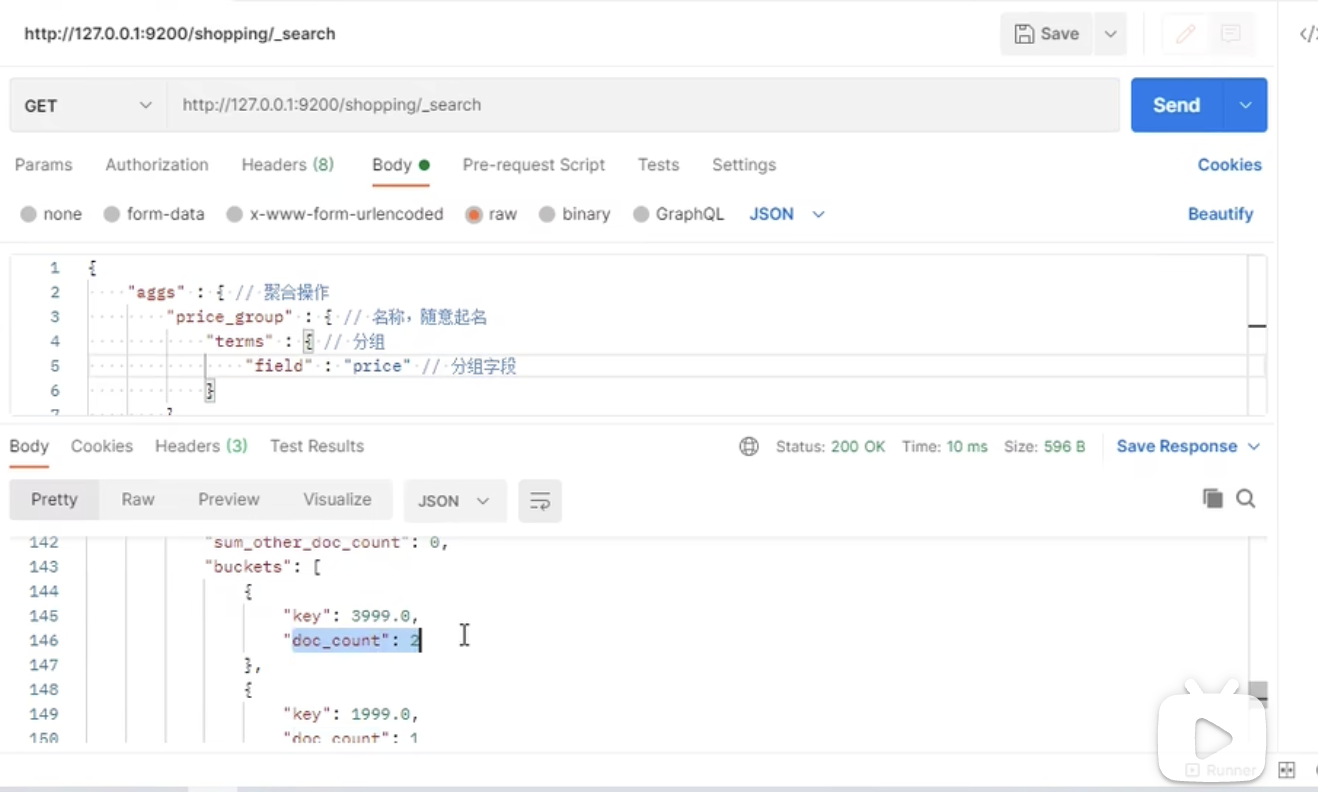 http://127.0.0.1:9200/shopping/_search
Save
GET http://127.0.0.1:9200/shopping/_search Send
Params Authorization Headers (8) Body Pre-request Script Tests Settings Cookies
none form-data x-www-form-urlencoded raw binary GraphQL JSON Beautify
1 {
2 "aggs" : { // 聚合操作
3 "price_group" : { // 名称，随意起名
4 "terms" : { // 分组
5 "field" : "price" // 分组字段
6 }
7 }
Body Cookies Headers (3) Test Results Status: 200 OK Time: 10 ms Size: 596 B Save Response
Pretty Raw Preview Visualize JSON
142 "sum_other_doc_count": 0,
143 "buckets": [
144 {
145 "key": 3999.0,
146 "doc_count": 2
147 },
148 {
149 "key": 1999.0,
150 "doc_count": 1
Runner